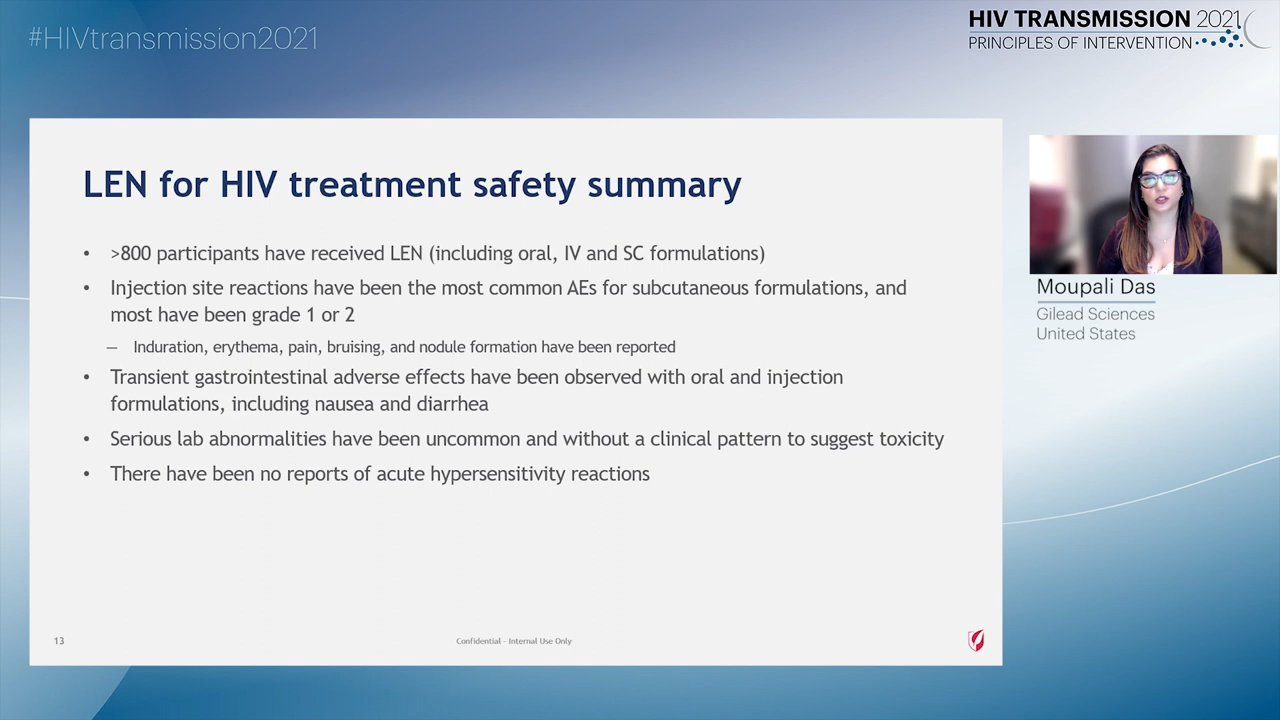 #HIVtransmission2021
HIV TRANSMISSION 2021
PRINCIPLES OF INTERVENTION
LEN for HIV treatment safety summary
• >800 participants have received LEN (including oral, IV and SC formulations)
• Injection site reactions have been the most common AEs for subcutaneous formulations, and
most have been grade 1 or 2
— Induration, erythema, pain, bruising, and nodule formation have been reported
• Transient gastrointestinal adverse effects have been observed with oral and injection
formulations, including nausea and diarrhea
• Serious lab abnormalities have been uncommon and without a clinical pattern to suggest toxicity
• There have been no reports of acute hypersensitivity reactions
13
Confidential - Internal Use Only
Moupali Das
Gilead Sciences
United States